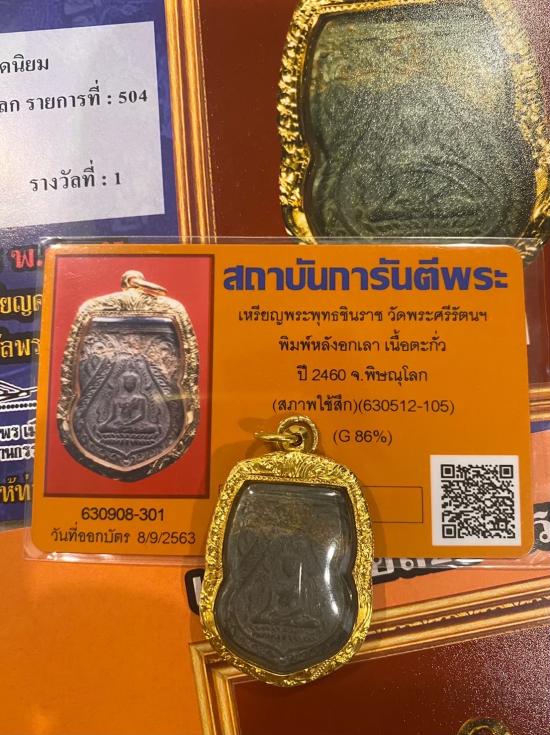 ดนิยม
ลก รายการที่ : 504
รางวัลที่ : 1
พ.
สถาบันการันตีพระ
เหรียญพระพุทธชินราช วัดพระศรีรัตนฯ
พิมพ์หลังอกเลา เนื้อตะกั่ว
ปี 2460 จ.พิษณุโลก
(สภาพใช้สึก)(630512-105)
(G 86%)
630908-301
วันที่ออกบัตร 8/9/2563